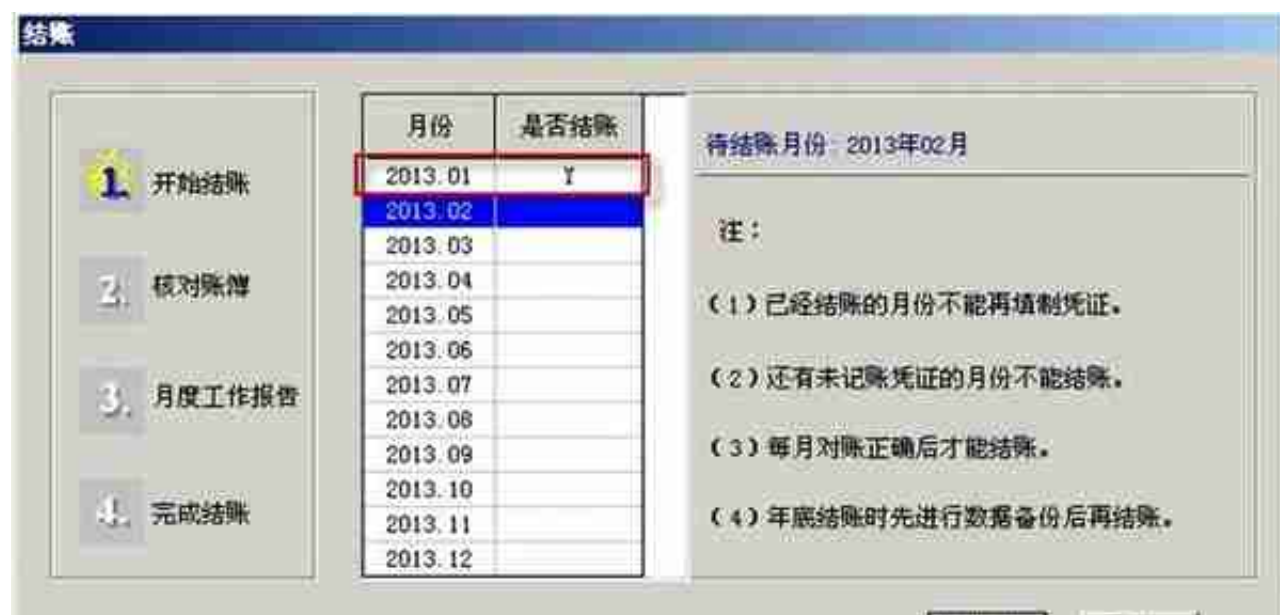 结账
1. 开始结账
2. 核对账簿
3. 月度工作报告
4. 完成结账
月份 是否结账
2013.01 Y
2013.02
2013.03
2013.04
2013.05
2013.06
2013.07
2013.08
2013.09
2013.10
2013.11
2013.12
待结账月份: 2013年02月
注：
（1）已经结账的月份不能再填制凭证。
（2）还有未记账凭证的月份不能结账。
（3）每月对账正确后才能结账。
（4）年底结账时先进行数据备份后再结账。